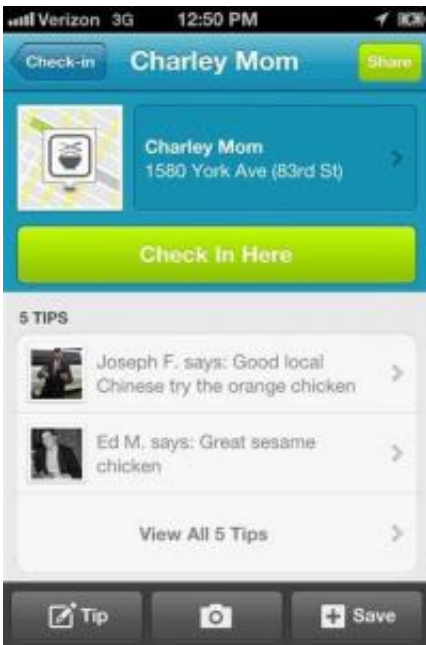 Verizon 3G 12:50 PM
Check-in Charley Mom Share
Charley Mom
1580 York Ave (83rd St)
Check In Here
5 TIPS
Joseph F. says: Good local
Chinese try the orange chicken
Ed M. says: Great sesame
chicken
View All 5 Tips
Tip Save